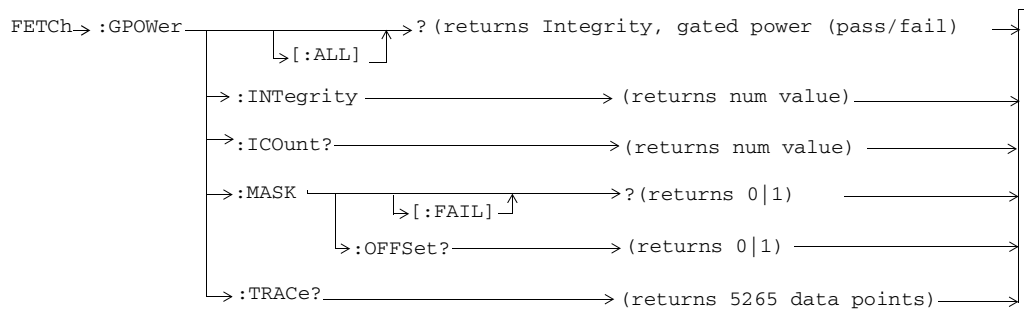 FETCh :GPOWer ? (returns Integrity, gated power (pass/fail)
[:ALL]
:INTegrity (returns num value)
:ICOunt? (returns num value)
:MASK ? (returns 0|1)
[:FAIL]
:OFFSet? (returns 0|1)
:TRACe? (returns 5265 data points)